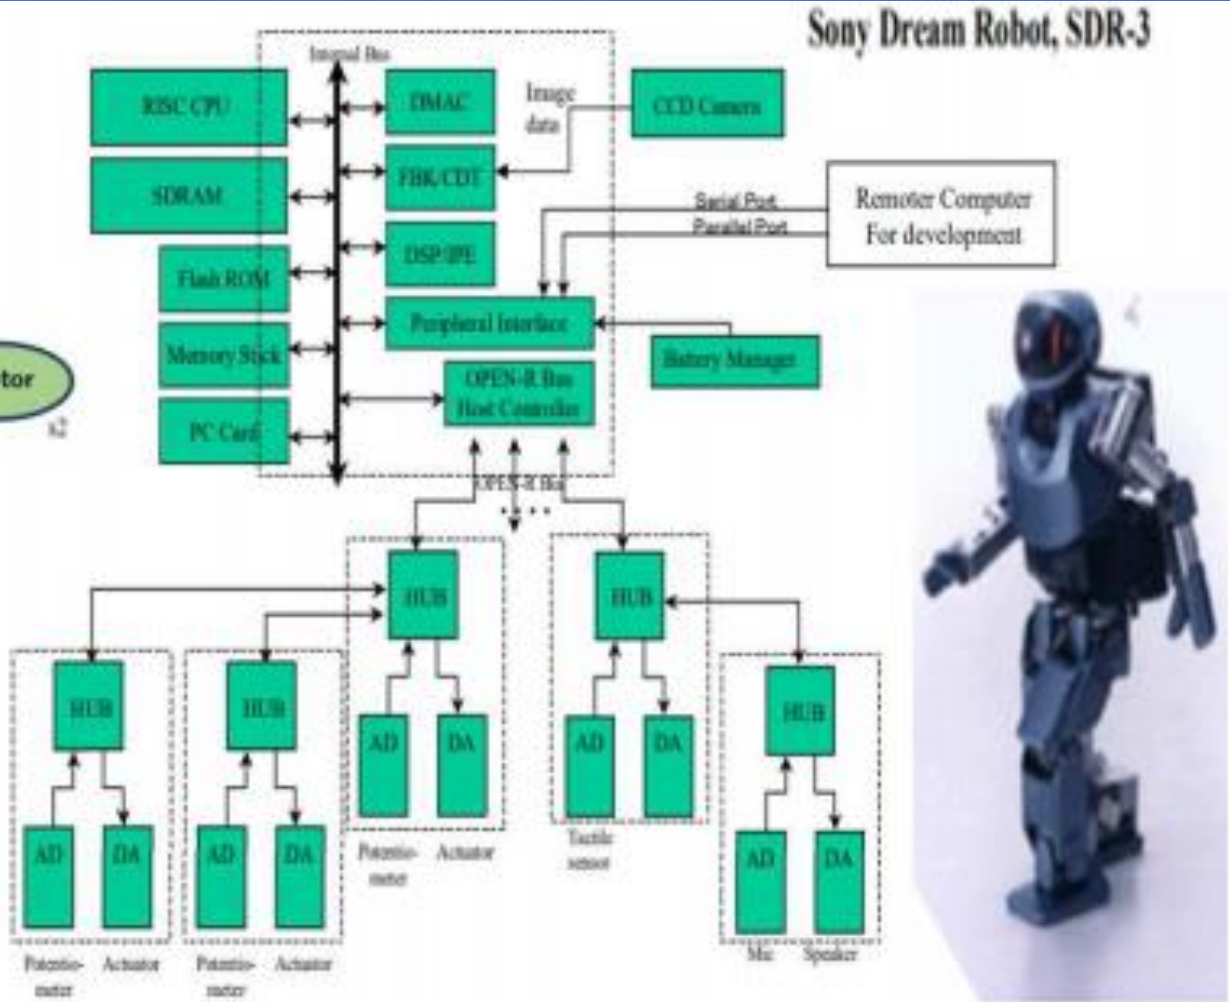 Sony Dream Robot, SDR-3
Internal Bus
RISC CPU
DMAC
Image
data
CCD Camera
SDRAM
FBK/CDT
Serial Port
Parallel Port
Remoter Computer
For development
Flash ROM
DSP/IPE
Peripheral Interface
Memory Stick
Battery Manager
tor
x2
OPEN-R Bus
Host Controller
PC Card
OPEN-R Bus
HUB
HUB
HUB
HUB
HUB
AD
DA
AD
DA
AD
DA
AD
DA
AD
DA
Potentio-
meter
Actuator
Tactile
sensor
Mic
Speaker
Potentio-
meter
Actuator
Potentio-
meter
Actuator